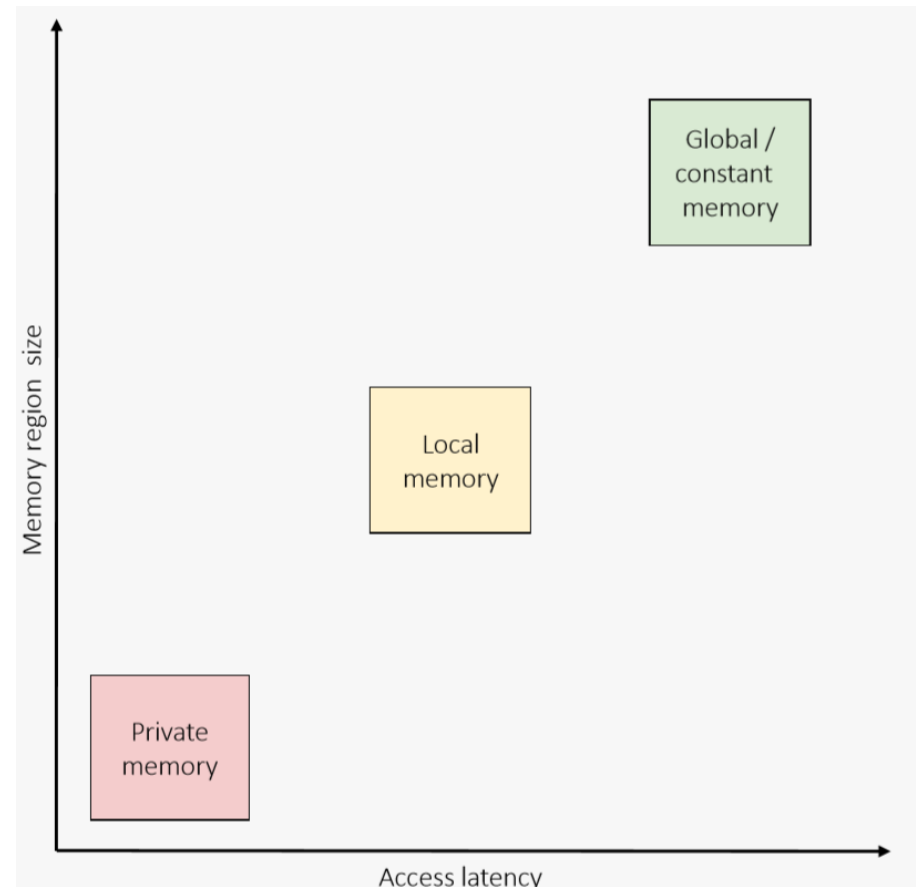 Global /
constant
memory
Memory region size
Local
memory
Private
memory
Access latency